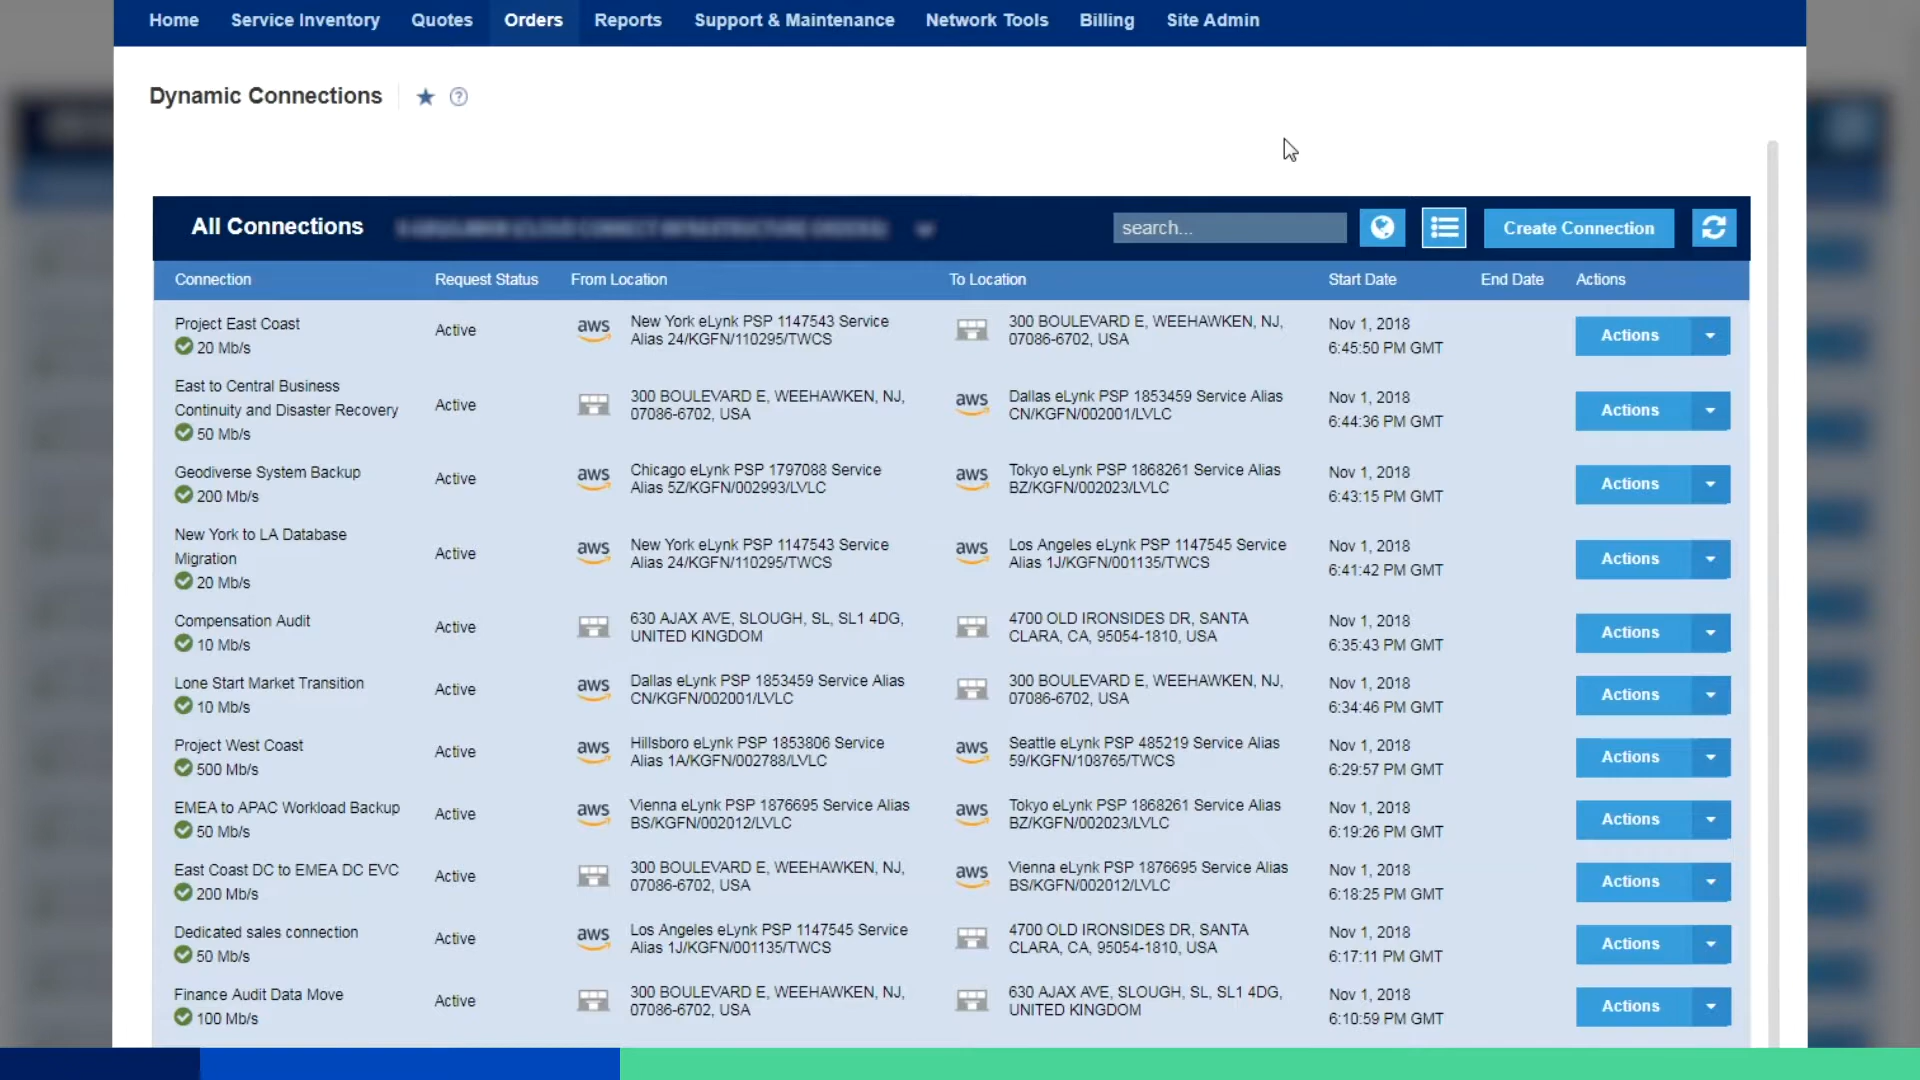 Home Service Inventory Quotes Orders Reports Support & Maintenance Network Tools Billing Site Admin
Dynamic Connections
All Connections search... Create Connection
Connection Request Status From Location To Location Start Date End Date Actions
Project East Coast
20 Mb/s
Active
aws
New York eLynk PSP 1147543 Service
Alias 24/KGFN/110295/TWCS
300 BOULEVARD E, WEEHAWKEN, NJ,
07086-6702, USA
Nov 1, 2018
6:45:50 PM GMT
Actions
East to Central Business
Continuity and Disaster Recovery
50 Mb/s
Active
300 BOULEVARD E, WEEHAWKEN, NJ,
07086-6702, USA
aws
Dallas eLynk PSP 1853459 Service Alias
CN/KGFN/002001/LVLC
Nov 1, 2018
6:44:36 PM GMT
Actions
Geodiverse System Backup
200 Mb/s
Active
aws
Chicago eLynk PSP 1797088 Service
Alias 5Z/KGFN/002993/LVLC
aws
Tokyo eLynk PSP 1868261 Service Alias
BZ/KGFN/002023/LVLC
Nov 1, 2018
6:43:15 PM GMT
Actions
New York to LA Database
Migration
20 Mb/s
Active
aws
New York eLynk PSP 1147543 Service
Alias 24/KGFN/110295/TWCS
aws
Los Angeles eLynk PSP 1147545 Service
Alias 1J/KGFN/001135/TWCS
Nov 1, 2018
6:41:42 PM GMT
Actions
Compensation Audit
10 Mb/s
Active
630 AJAX AVE, SLOUGH, SL, SL1 4DG,
UNITED KINGDOM
4700 OLD IRONSIDES DR, SANTA
CLARA, CA, 95054-1810, USA
Nov 1, 2018
6:35:43 PM GMT
Actions
Lone Start Market Transition
10 Mb/s
Active
aws
Dallas eLynk PSP 1853459 Service Alias
CN/KGFN/002001/LVLC
300 BOULEVARD E, WEEHAWKEN, NJ,
07086-6702, USA
Nov 1, 2018
6:34:46 PM GMT
Actions
Project West Coast
500 Mb/s
Active
aws
Hillsboro eLynk PSP 1853806 Service
Alias 1A/KGFN/002788/LVLC
aws
Seattle eLynk PSP 485219 Service Alias
59/KGFN/108765/TWCS
Nov 1, 2018
6:29:57 PM GMT
Actions
EMEA to APAC Workload Backup
50 Mb/s
Active
aws
Vienna eLynk PSP 1876695 Service Alias
BS/KGFN/002012/LVLC
aws
Tokyo eLynk PSP 1868261 Service Alias
BZ/KGFN/002023/LVLC
Nov 1, 2018
6:19:26 PM GMT
Actions
East Coast DC to EMEA DC EVC
200 Mb/s
Active
300 BOULEVARD E, WEEHAWKEN, NJ,
07086-6702, USA
aws
Vienna eLynk PSP 1876695 Service Alias
BS/KGFN/002012/LVLC
Nov 1, 2018
6:18:25 PM GMT
Actions
Dedicated sales connection
50 Mb/s
Active
aws
Los Angeles eLynk PSP 1147545 Service
Alias 1J/KGFN/001135/TWCS
4700 OLD IRONSIDES DR, SANTA
CLARA, CA, 95054-1810, USA
Nov 1, 2018
6:17:11 PM GMT
Actions
Finance Audit Data Move
100 Mb/s
Active
300 BOULEVARD E, WEEHAWKEN, NJ,
07086-6702, USA
630 AJAX AVE, SLOUGH, SL, SL1 4DG,
UNITED KINGDOM
Nov 1, 2018
6:10:59 PM GMT
Actions